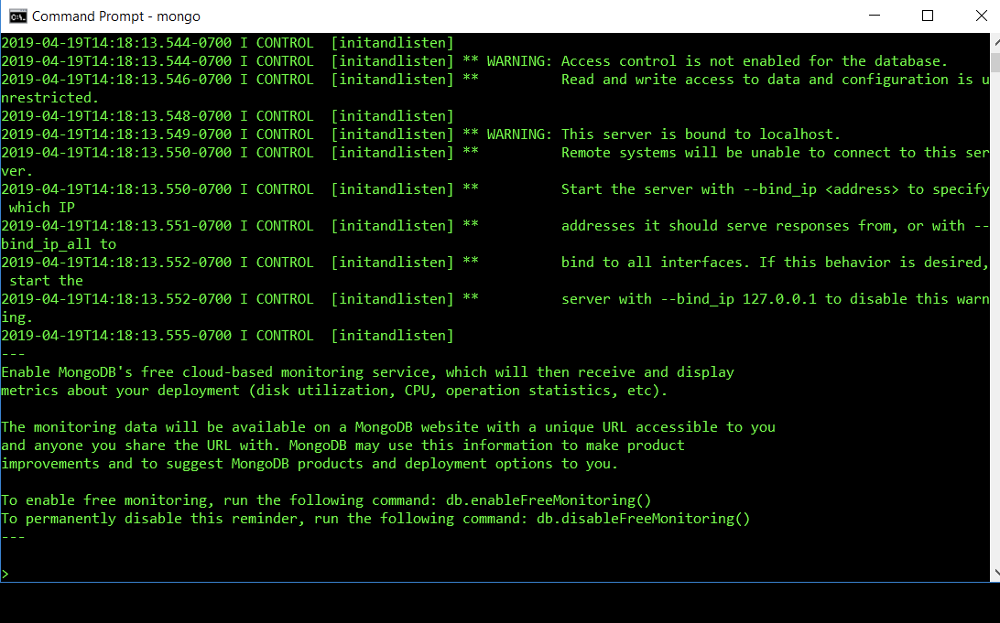 Command Prompt - mongo
2019-04-19T14:18:13.544-0700 I CONTROL  [initandlisten]
2019-04-19T14:18:13.544-0700 I CONTROL  [initandlisten] ** WARNING: Access control is not enabled for the database.
2019-04-19T14:18:13.546-0700 I CONTROL  [initandlisten] **          Read and write access to data and configuration is u
nrestricted.
2019-04-19T14:18:13.548-0700 I CONTROL  [initandlisten]
2019-04-19T14:18:13.549-0700 I CONTROL  [initandlisten] ** WARNING: This server is bound to localhost.
2019-04-19T14:18:13.550-0700 I CONTROL  [initandlisten] **          Remote systems will be unable to connect to this ser
ver.
2019-04-19T14:18:13.550-0700 I CONTROL  [initandlisten] **          Start the server with --bind_ip <address> to specify
 which IP
2019-04-19T14:18:13.551-0700 I CONTROL  [initandlisten] **          addresses it should serve responses from, or with --
bind_ip_all to
2019-04-19T14:18:13.552-0700 I CONTROL  [initandlisten] **          bind to all interfaces. If this behavior is desired,
 start the
2019-04-19T14:18:13.552-0700 I CONTROL  [initandlisten] **          server with --bind_ip 127.0.0.1 to disable this warn
ing.
2019-04-19T14:18:13.555-0700 I CONTROL  [initandlisten]
---
Enable MongoDB's free cloud-based monitoring service, which will then receive and display
metrics about your deployment (disk utilization, CPU, operation statistics, etc).

The monitoring data will be available on a MongoDB website with a unique URL accessible to you
and anyone you share the URL with. MongoDB may use this information to make product
improvements and to suggest MongoDB products and deployment options to you.

To enable free monitoring, run the following command: db.enableFreeMonitoring()
To permanently disable this reminder, run the following command: db.disableFreeMonitoring()
---

>